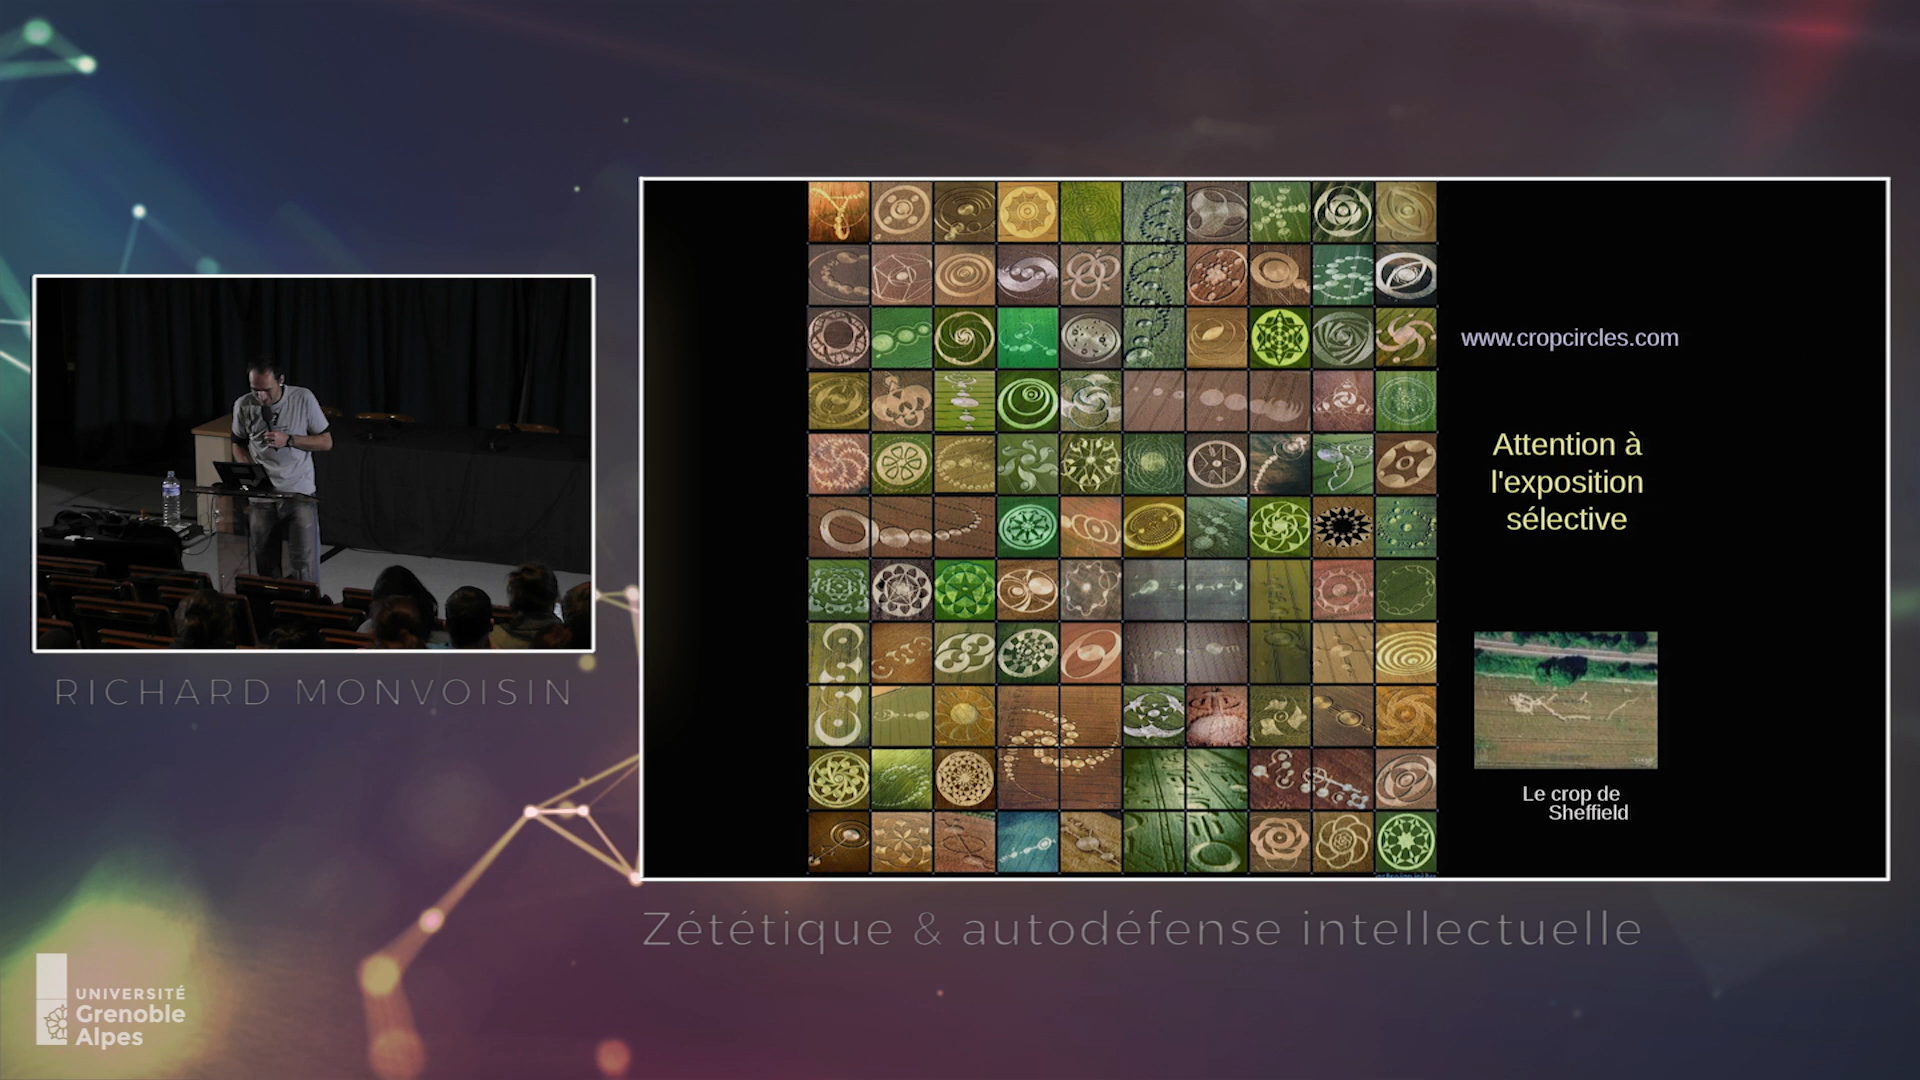 www.cropcircles.com
Attention à
l'exposition
sélective
Le crop de
Sheffield
RICHARD MONVOISIN
Zététique & autodéfense intellectuelle
UNIVERSITÉ
Grenoble
Alpes